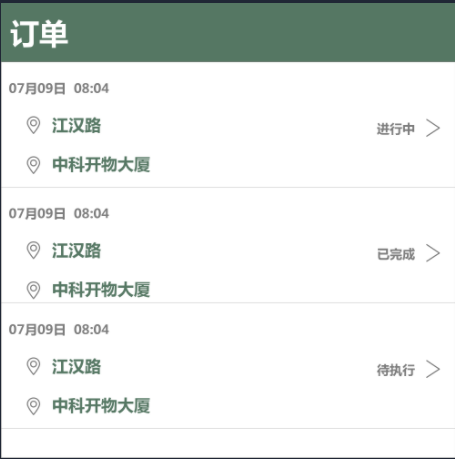 订单
07月09日 08:04
江汉路
进行中
中科开物大厦
07月09日 08:04
江汉路
已完成
中科开物大厦
07月09日 08:04
江汉路
待执行
中科开物大厦